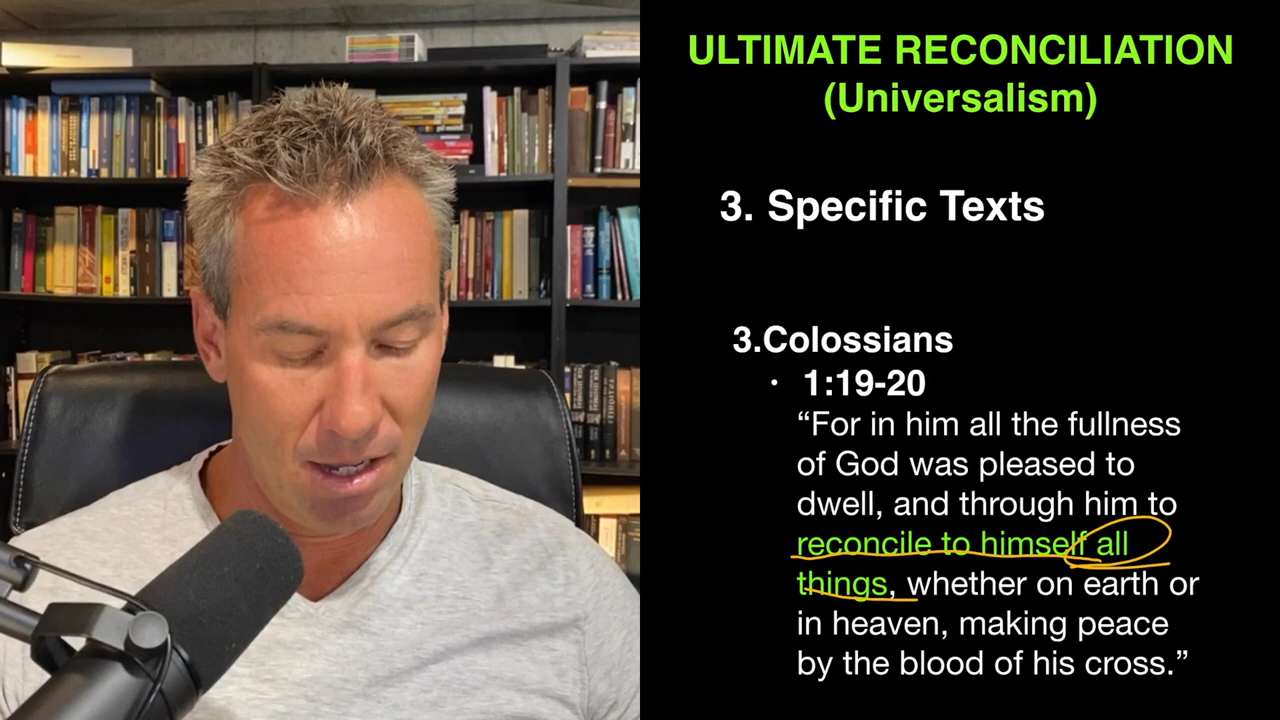 ULTIMATE RECONCILIATION
(Universalism)
3. Specific Texts
3.Colossians
· 1:19-20
“For in him all the fullness
of God was pleased to
dwell, and through him to
reconcile to himself all
things, whether on earth or
in heaven, making peace
by the blood of his cross.”